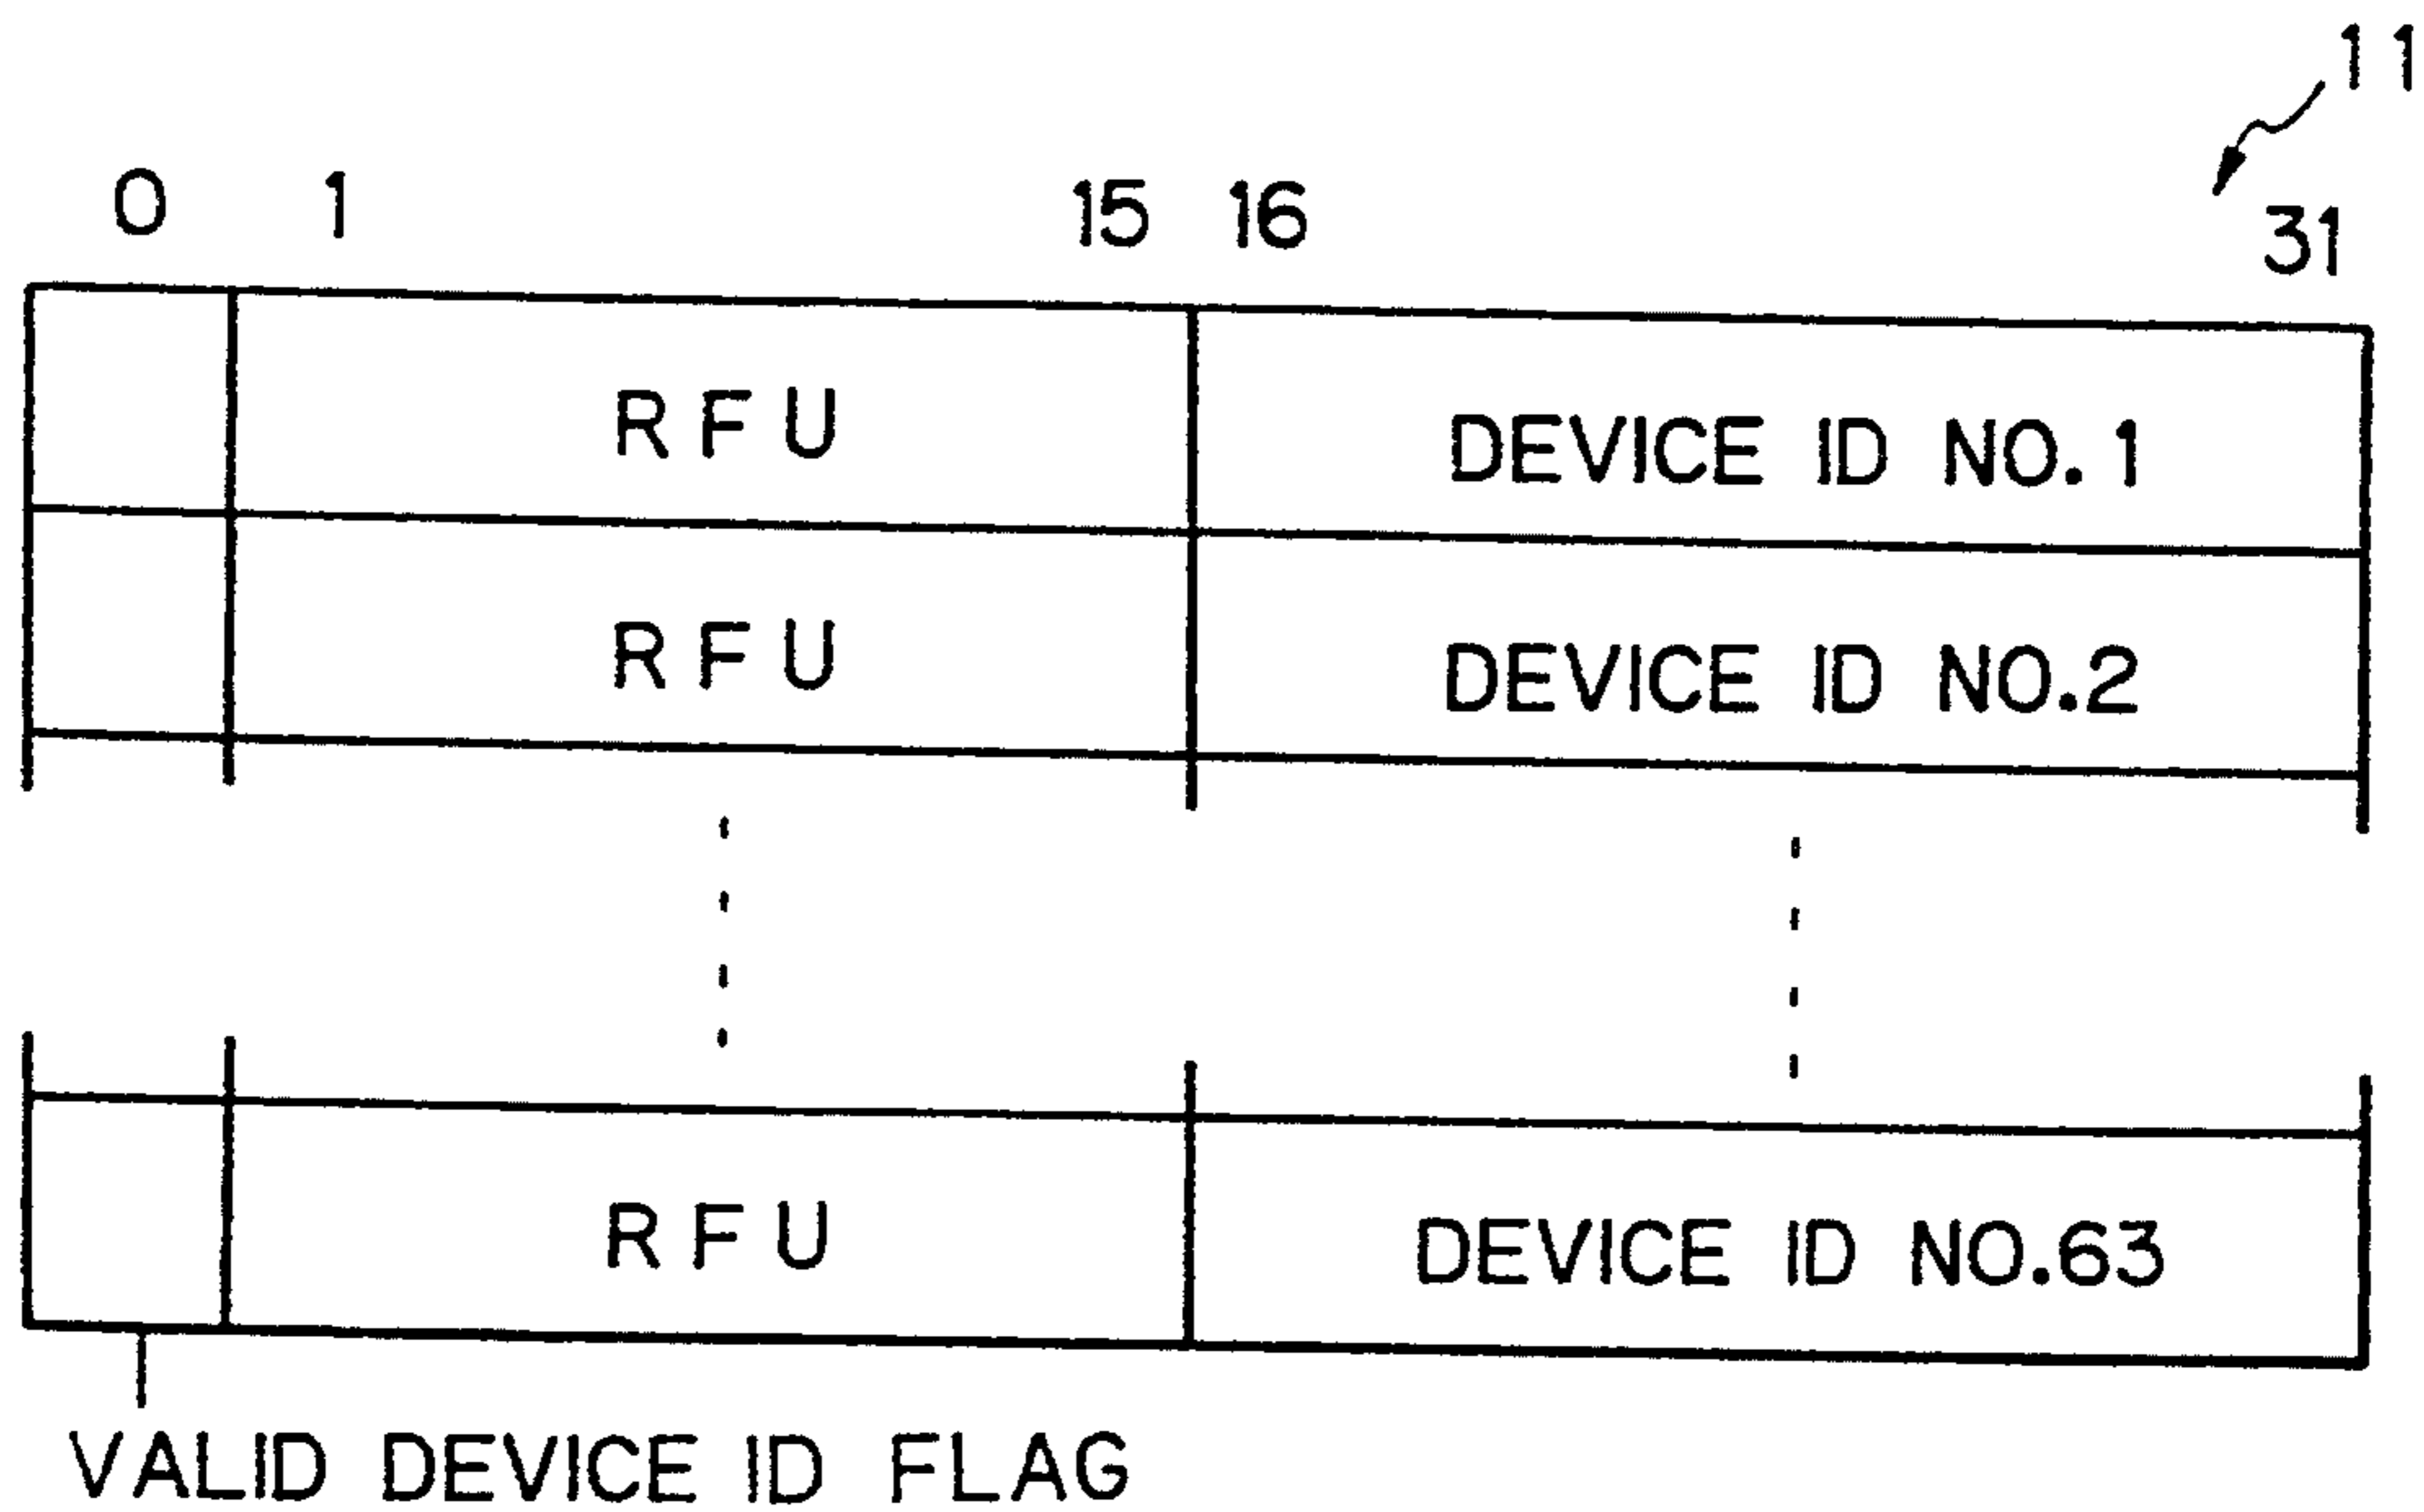 11
0 1 15 16 31
RFU DEVICE ID NO. 1
RFU DEVICE ID NO.2
RFU DEVICE ID NO.63
VALID DEVICE ID FLAG